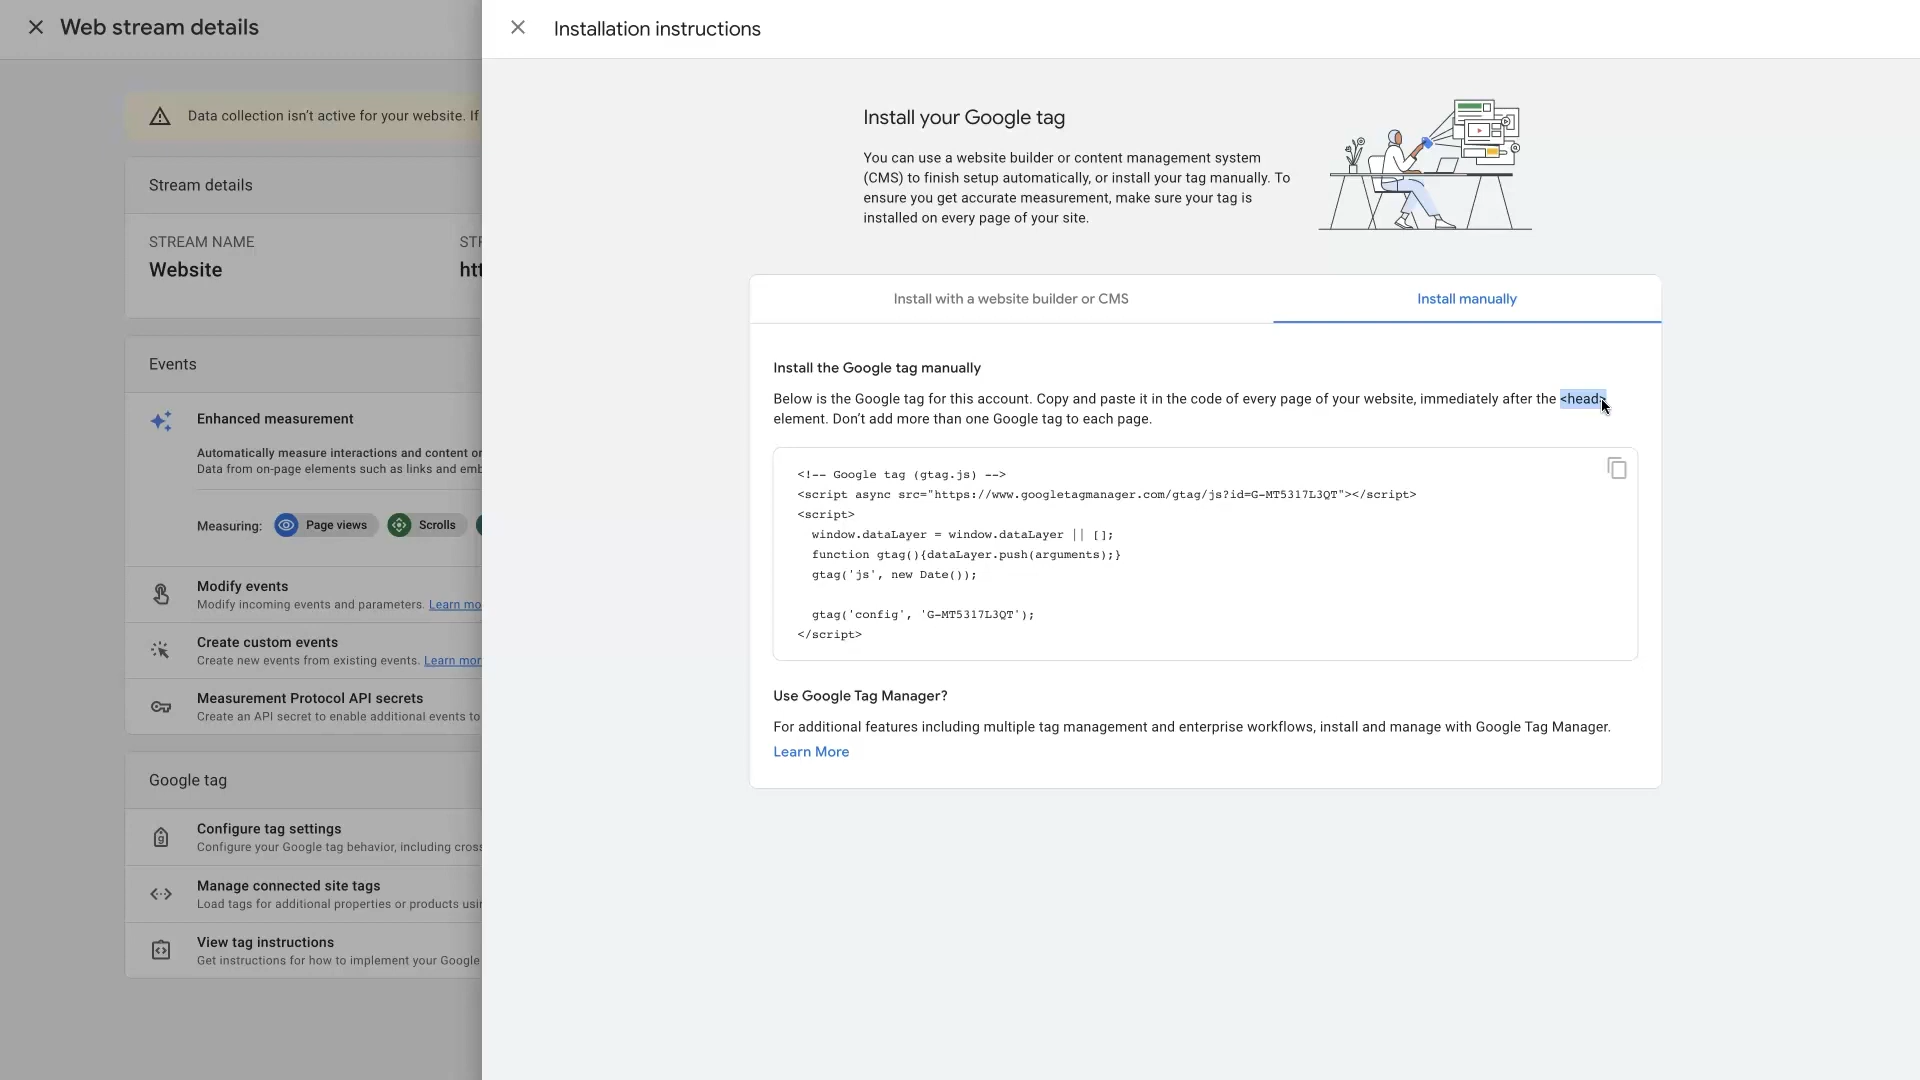 Web stream details
Data collection isn't active for your website. If
Stream details
STREAM NAME
STR
Website
htt
Events
Enhanced measurement
Automatically measure interactions and content on
Data from on-page elements such as links and emb
Measuring:
Page views
Scrolls
Modify events
Modify incoming events and parameters. Learn mo
Create custom events
Create new events from existing events. Learn mor
Measurement Protocol API secrets
Create an API secret to enable additional events to
Google tag
Configure tag settings
Configure your Google tag behavior, including cross
Manage connected site tags
Load tags for additional properties or products usin
View tag instructions
Get instructions for how to implement your Google
Installation instructions
Install your Google tag
You can use a website builder or content management system
(CMS) to finish setup automatically, or install your tag manually. To
ensure you get accurate measurement, make sure your tag is
installed on every page of your site.
Install with a website builder or CMS
Install manually
Install the Google tag manually
Below is the Google tag for this account. Copy and paste it in the code of every page of your website, immediately after the <head>
element. Don't add more than one Google tag to each page.
<!-- Google tag (gtag.js) -->
<script async src="https://www.googletagmanager.com/gtag/js?id=G-MT5317L3QT"></script>
<script>
window.dataLayer = window.dataLayer || [];
function gtag(){dataLayer.push(arguments);}
gtag('js', new Date());
gtag('config', 'G-MT5317L3QT');
</script>
Use Google Tag Manager?
For additional features including multiple tag management and enterprise workflows, install and manage with Google Tag Manager.
Learn More